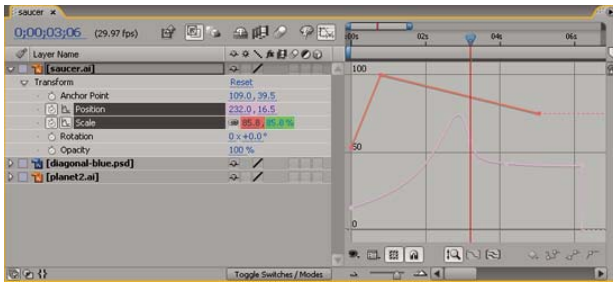 saucer ×
0;00;03;06 (29.97 fps)
Layer Name
00s 02s 04s 06s
[saucer.ai]
Transform Reset
Anchor Point 109.0, 39.5
Position 232.0, 16.5
Scale 85.8, 85.8 %
Rotation 0 x +0.0°
Opacity 100 %
[diagonal-blue.psd]
[planet2.ai]
100
50
0
Toggle Switches / Modes